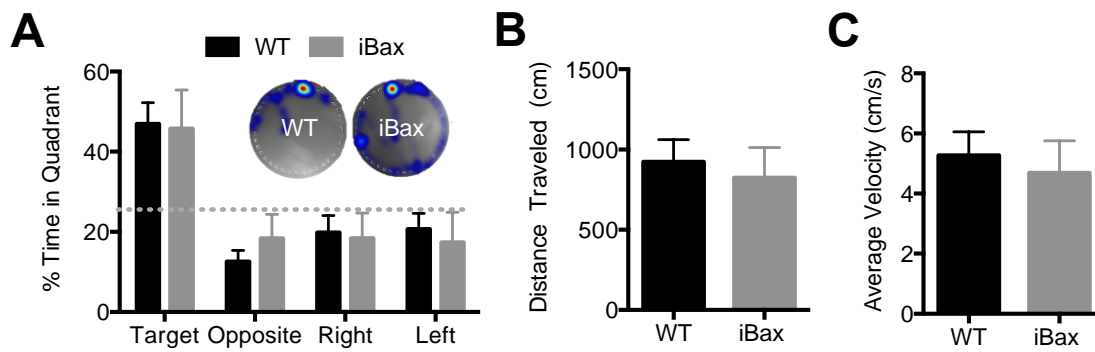 A
WT iBax
% Time in Quadrant
60
40
20
0
WT
iBax
Target Opposite Right Left
B
Distance Traveled (cm)
1500
1000
500
0
WT iBax
C
Average Velocity (cm/s)
8
6
4
2
0
WT iBax